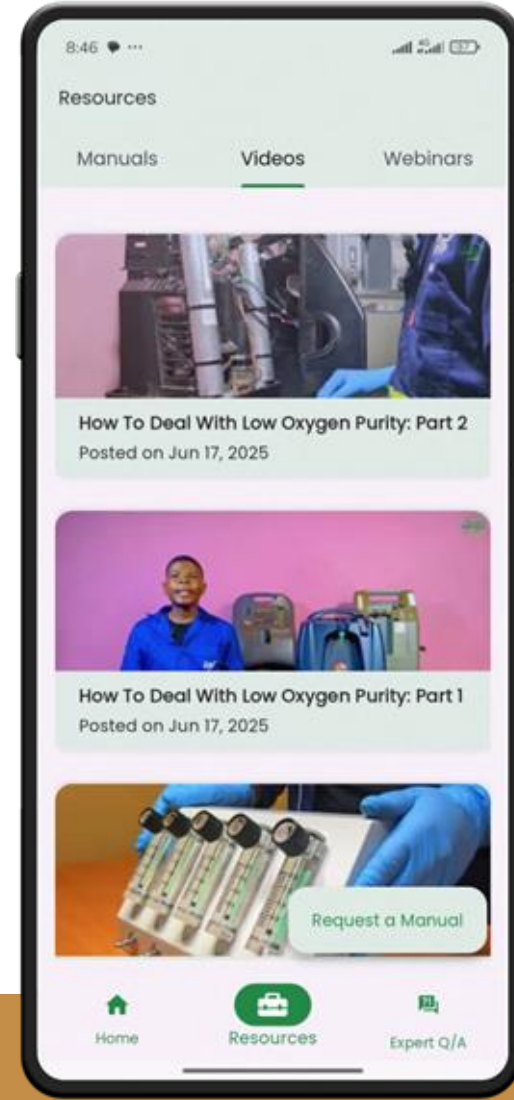 8:46
4G
37
Resources
Manuals
Videos
Webinars
How To Deal With Low Oxygen Purity: Part 2
Posted on Jun 17, 2025
How To Deal With Low Oxygen Purity: Part 1
Posted on Jun 17, 2025
Request a Manual
Home
Resources
Expert Q/A